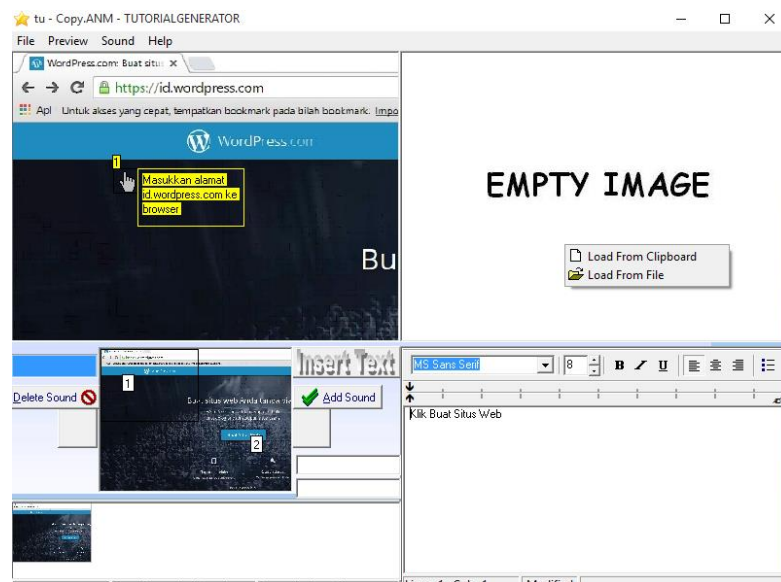 tu - Copy.ANM - TUTORIALGENERATOR
File Preview Sound Help
WordPress.com: Buat situ
https://id.wordpress.com
Apl Untuk akses yang cepat, tempatkan bookmark pada bilah bookmark. Impo
WordPress.com
1
Masukkan alamat
id.wordpress.com ke
browser
Bu
EMPTY IMAGE
Load From Clipboard
Load From File
Insert Text
Delete Sound
Add Sound
1
2
MS Sans Serif
8
B I U
Klik Buat Situs Web